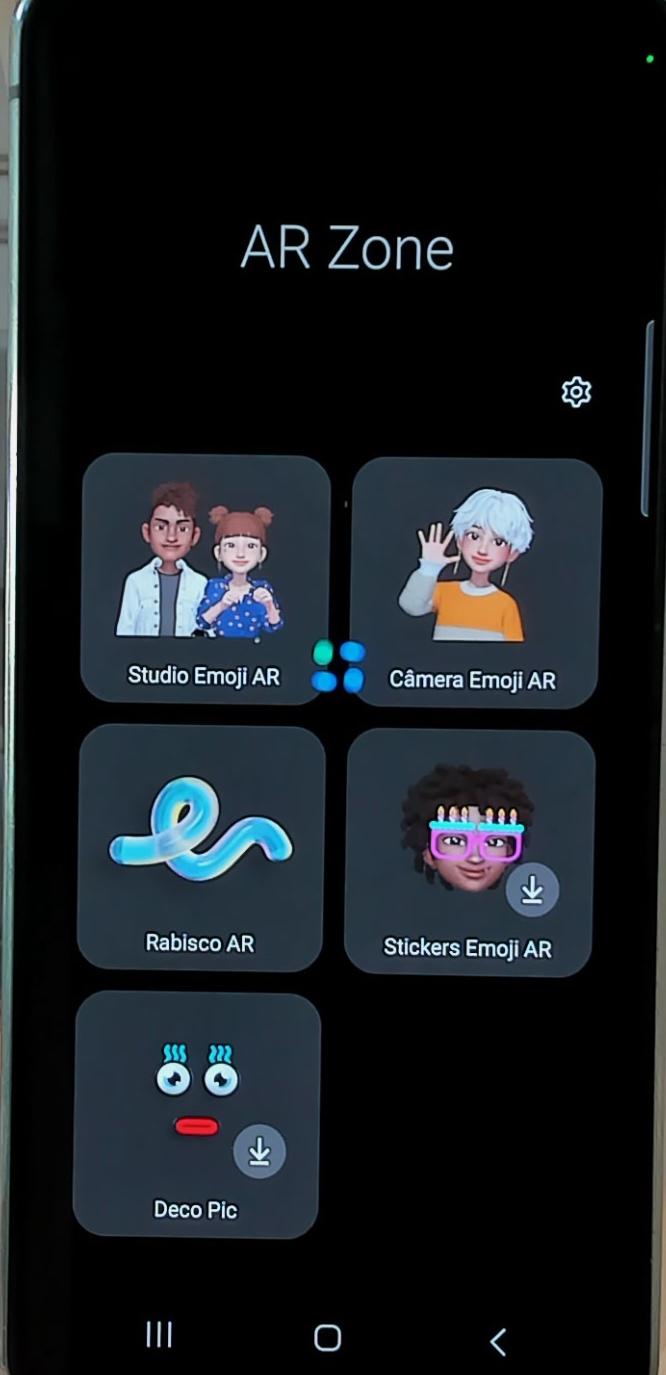 AR Zone
Studio Emoji AR
Câmera Emoji AR
Rabisco AR
Stickers Emoji AR
Deco Pic